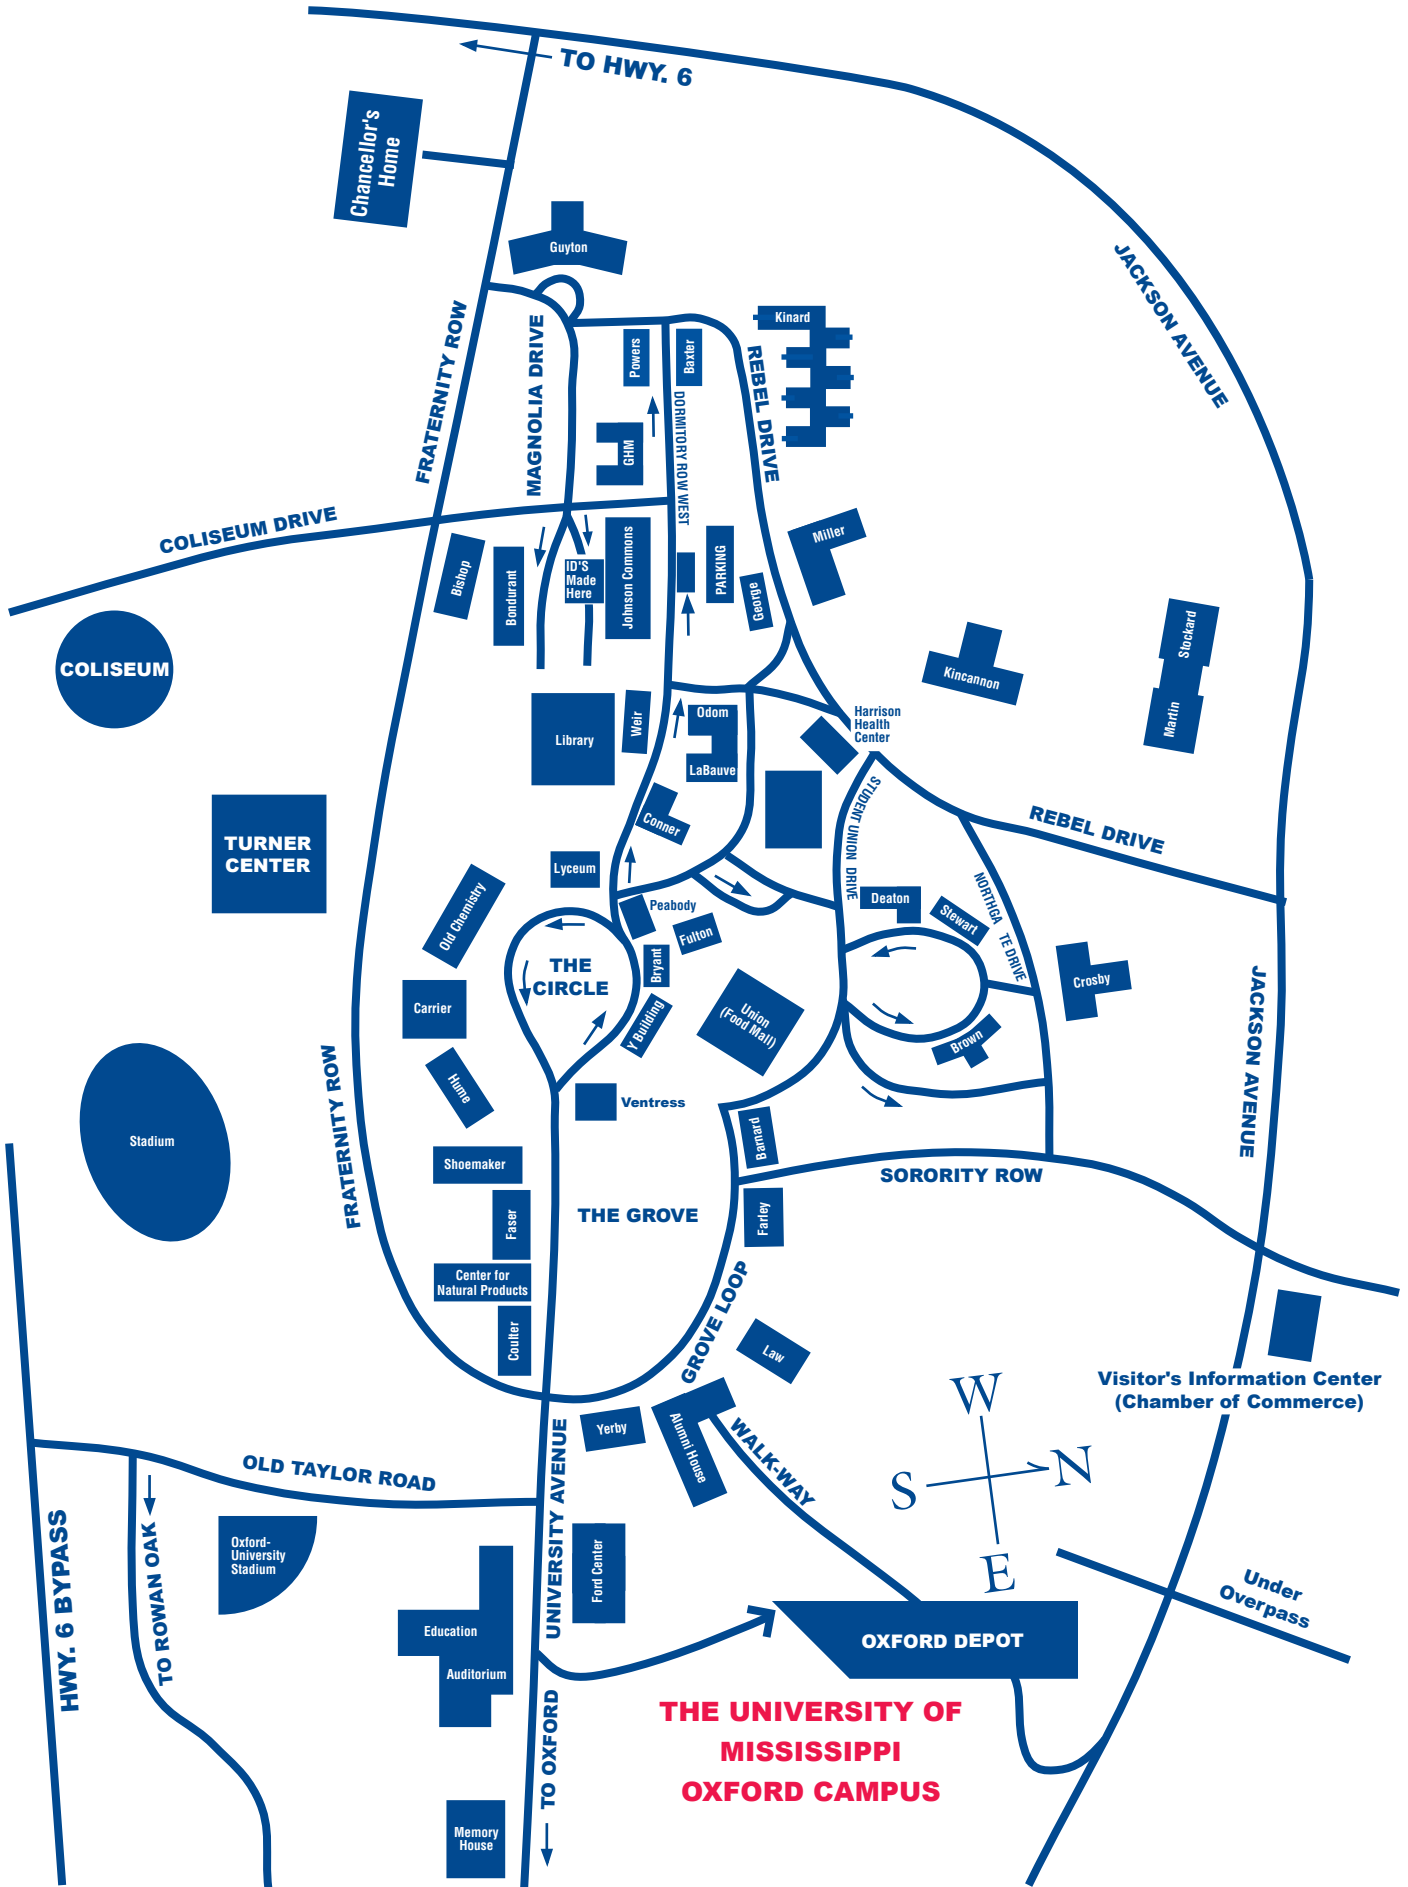 TO HWY. 6
Chancellor's
Home
Guyton
JACKSON AVENUE
FRATERNITY ROW
MAGNOLIA DRIVE
Powers
Baxter
REBEL DRIVE
Kinard
DORMITORY ROW WEST
GHM
COLISEUM DRIVE
Bishop
Bondurant
ID'S
Made
Here
Johnson Commons
PARKING
George
Miller
COLISEUM
Kincannon
Stockard
Martin
Library
Weir
Odom
LaBauve
Harrison
Health
Center
Conner
STUDENT UNION DRIVE
REBEL DRIVE
TURNER
CENTER
Lyceum
Old Chemistry
Peabody
Fulton
Deaton
Stewart
NORTHGA TE DRIVE
Bryant
THE
CIRCLE
Carrier
Y Building
Union
(Food Mall)
Crosby
Brown
JACKSON AVENUE
Hume
Ventress
FRATERNITY ROW
Stadium
Shoemaker
Barnard
SORORITY ROW
Faser
THE GROVE
Farley
Center for
Natural Products
Coulter
GROVE LOOP
Law
Visitor's Information Center
(Chamber of Commerce)
W
S
N
E
Yerby
Alumni House
WALK-WAY
OLD TAYLOR ROAD
UNIVERSITY AVENUE
HWY. 6 BYPASS
TO ROWAN OAK
Oxford-
University
Stadium
Ford Center
Under
Overpass
Education
Auditorium
OXFORD DEPOT
TO OXFORD
THE UNIVERSITY OF
MISSISSIPPI
OXFORD CAMPUS
Memory
House